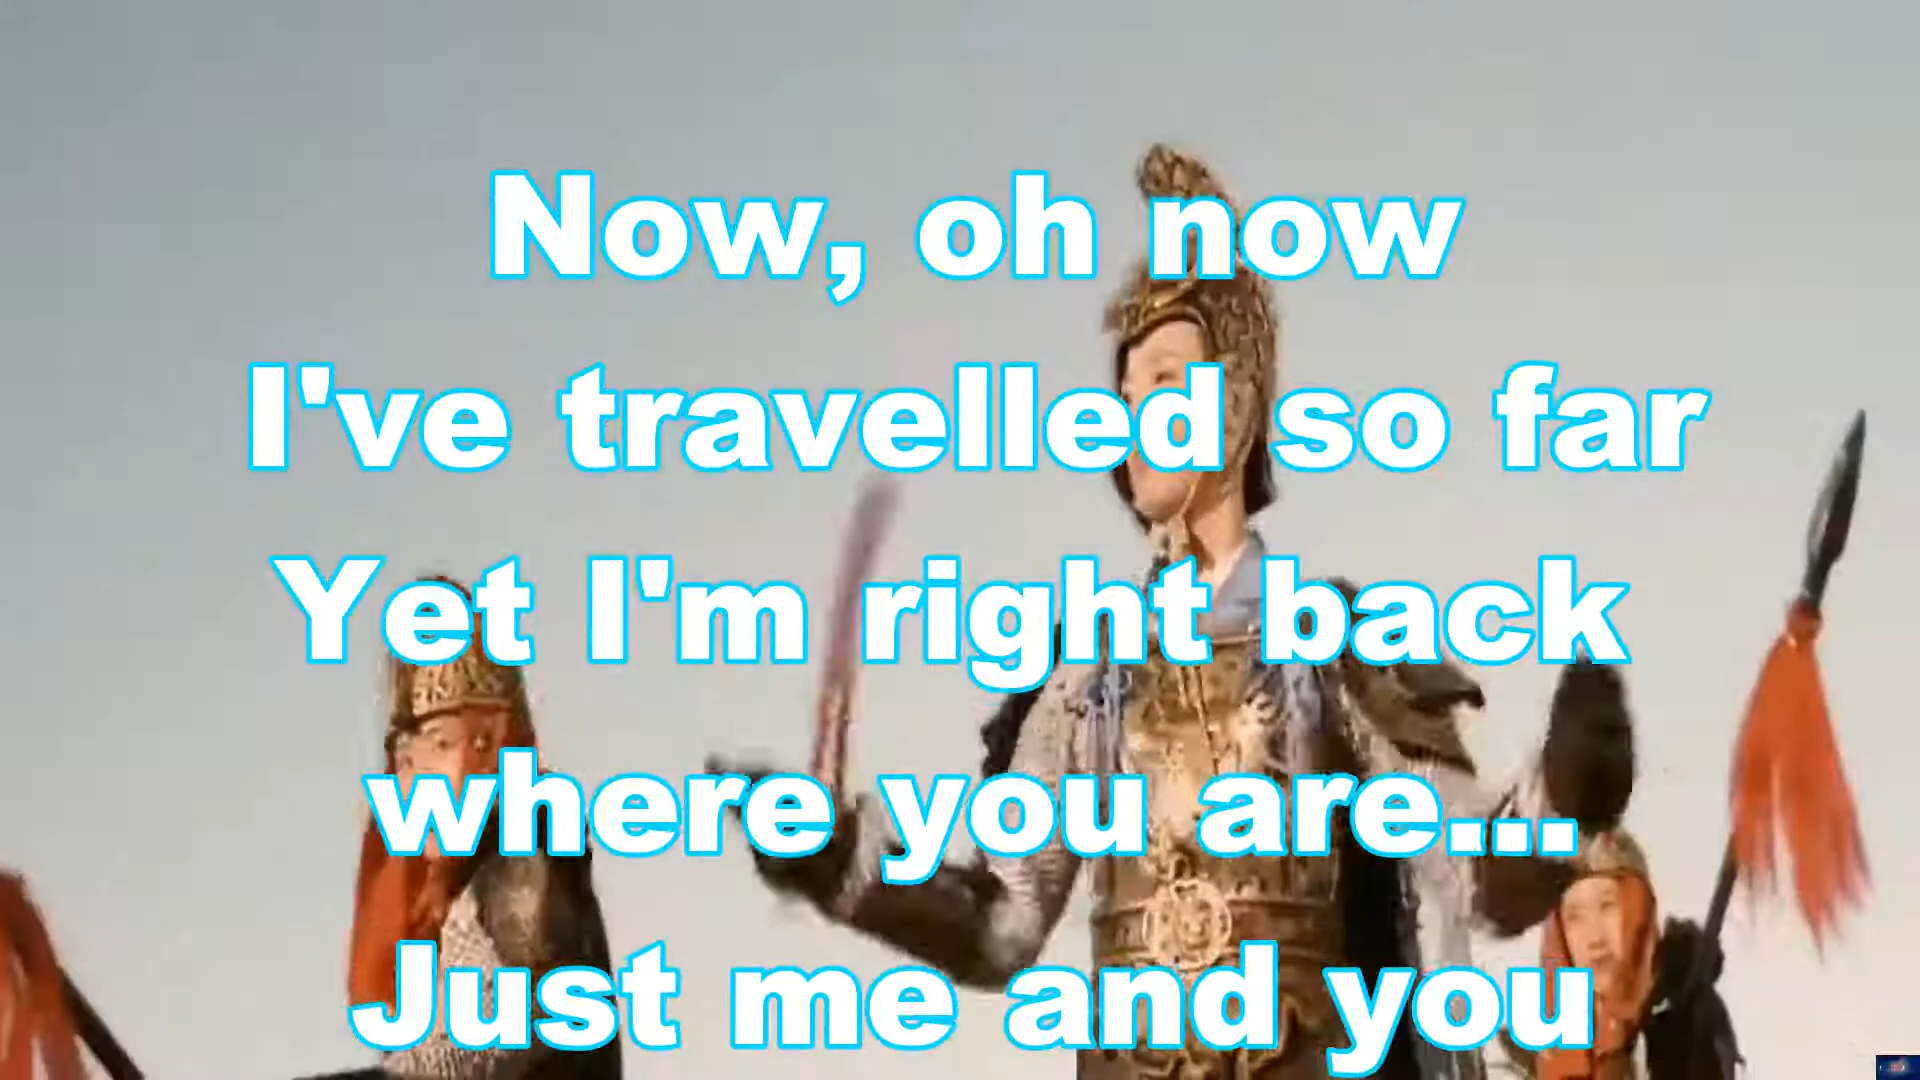 Now, oh now
I've travelled so far
Yet I'm right back
where you are...
Just me and you